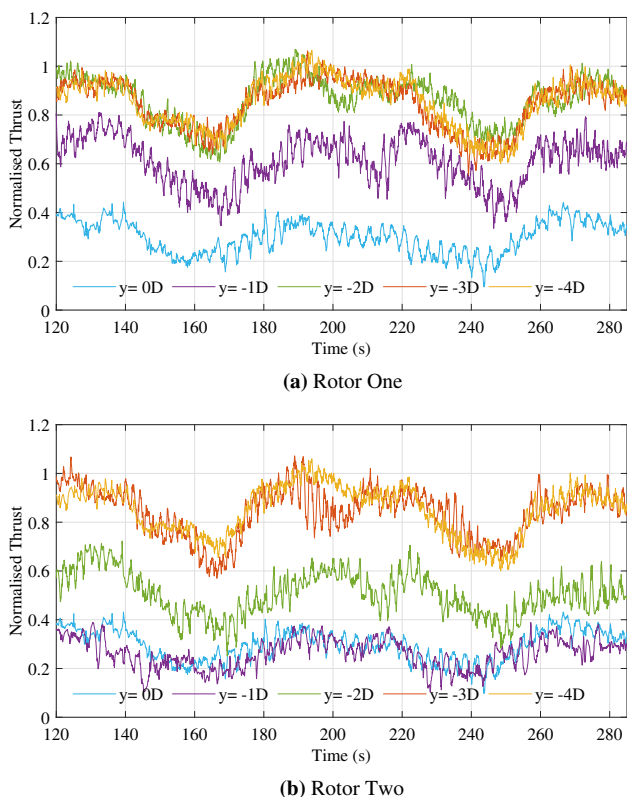 1.2
1
0.8
0.6
0.4
0.2
0
Normalised Thrust
y= 0D y= -1D y= -2D y= -3D y= -4D
120 140 160 180 200 220 240 260 280
Time (s)
(a) Rotor One
1.2
1
0.8
0.6
0.4
0.2
0
Normalised Thrust
y= 0D y= -1D y= -2D y= -3D y= -4D
120 140 160 180 200 220 240 260 280
Time (s)
(b) Rotor Two